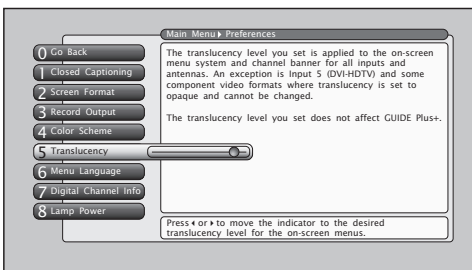 Main Menu ▸ Preferences
0 Go Back
1 Closed Captioning
2 Screen Format
3 Record Output
4 Color Scheme
5 Translucency
6 Menu Language
7 Digital Channel Info
8 Lamp Power
The translucency level you set is applied to the on-screen
menu system and channel banner for all inputs and
antennas. An exception is Input 5 (DVI-HDTV) and some
component video formats where translucency is set to
opaque and cannot be changed.
The translucency level you set does not affect GUIDE Plus+.
Press ◂ or ▸ to move the indicator to the desired
translucency level for the on-screen menus.